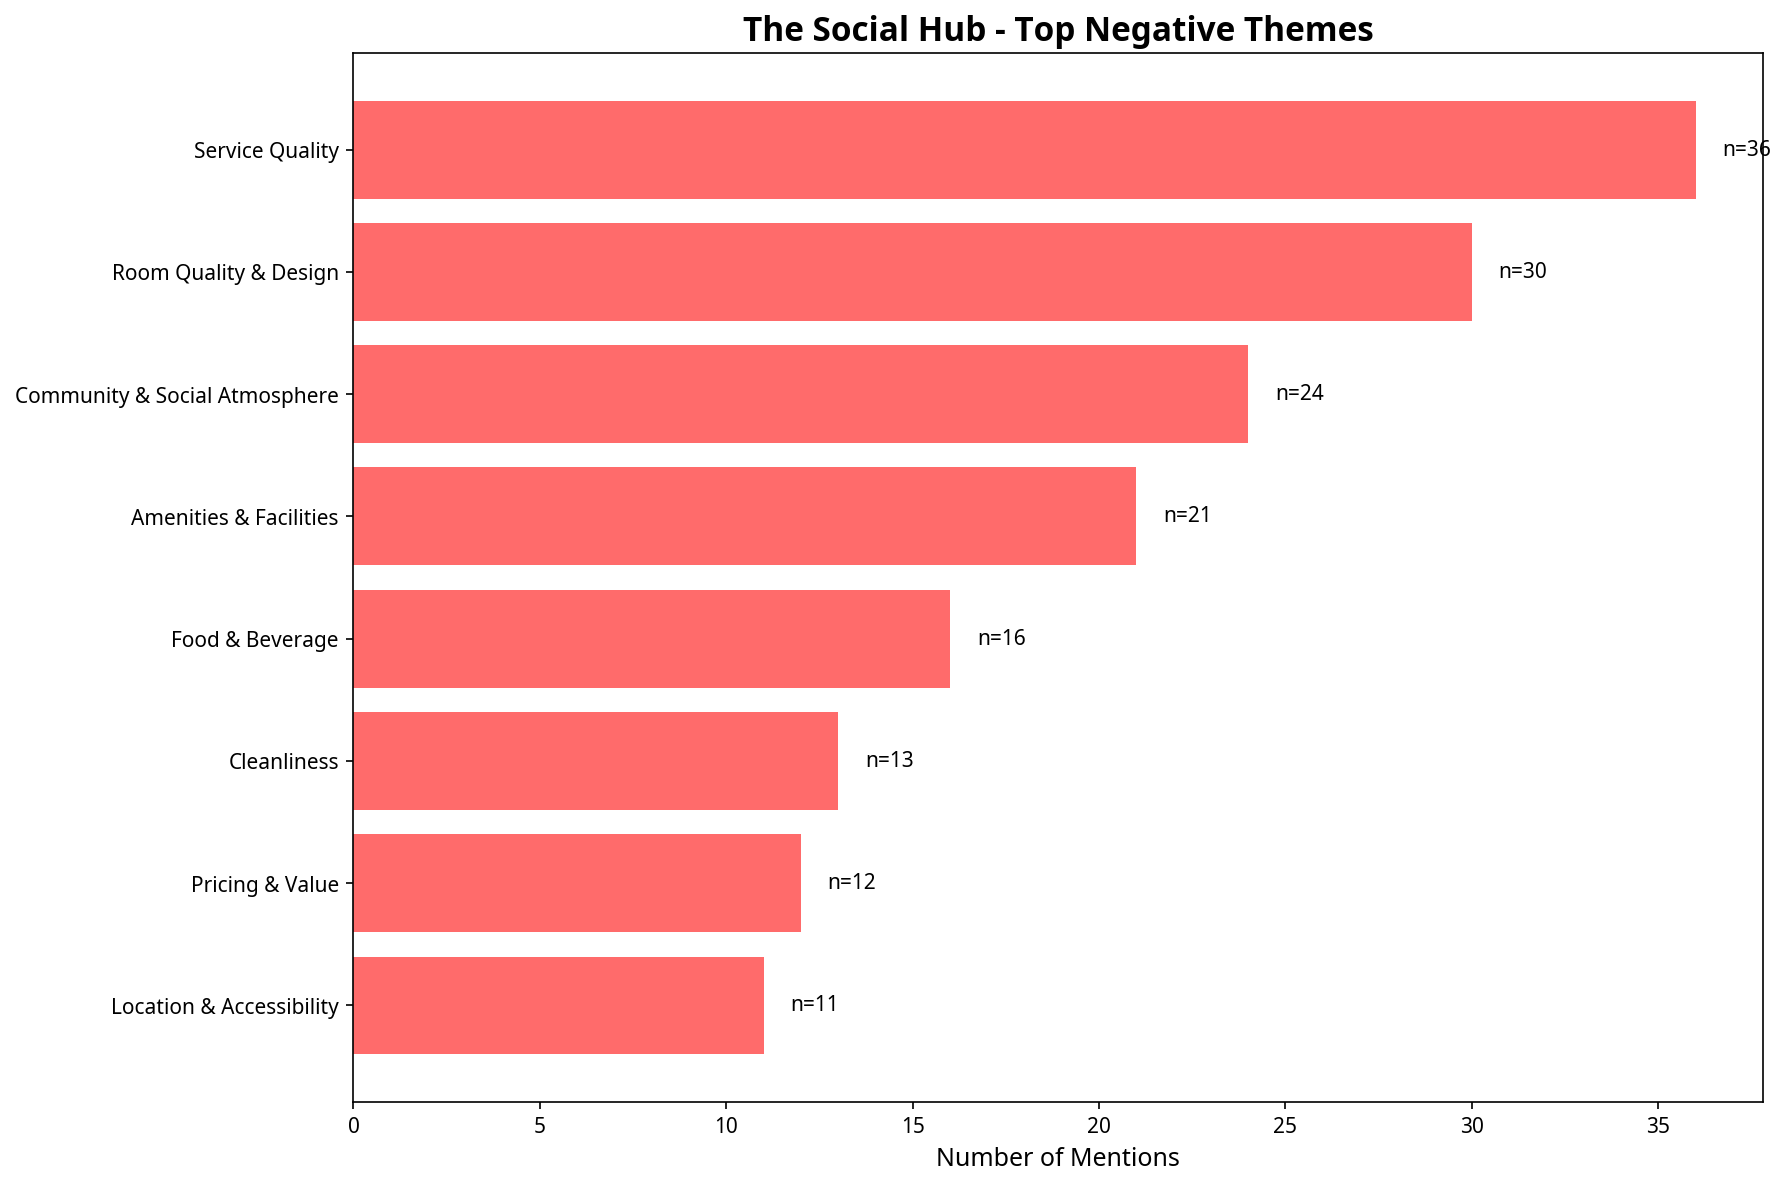 The Social Hub - Top Negative Themes
Service Quality
n=36
Room Quality & Design
n=30
Community & Social Atmosphere
n=24
Amenities & Facilities
n=21
Food & Beverage
n=16
Cleanliness
n=13
Pricing & Value
n=12
Location & Accessibility
n=11
0 5 10 15 20 25 30 35
Number of Mentions